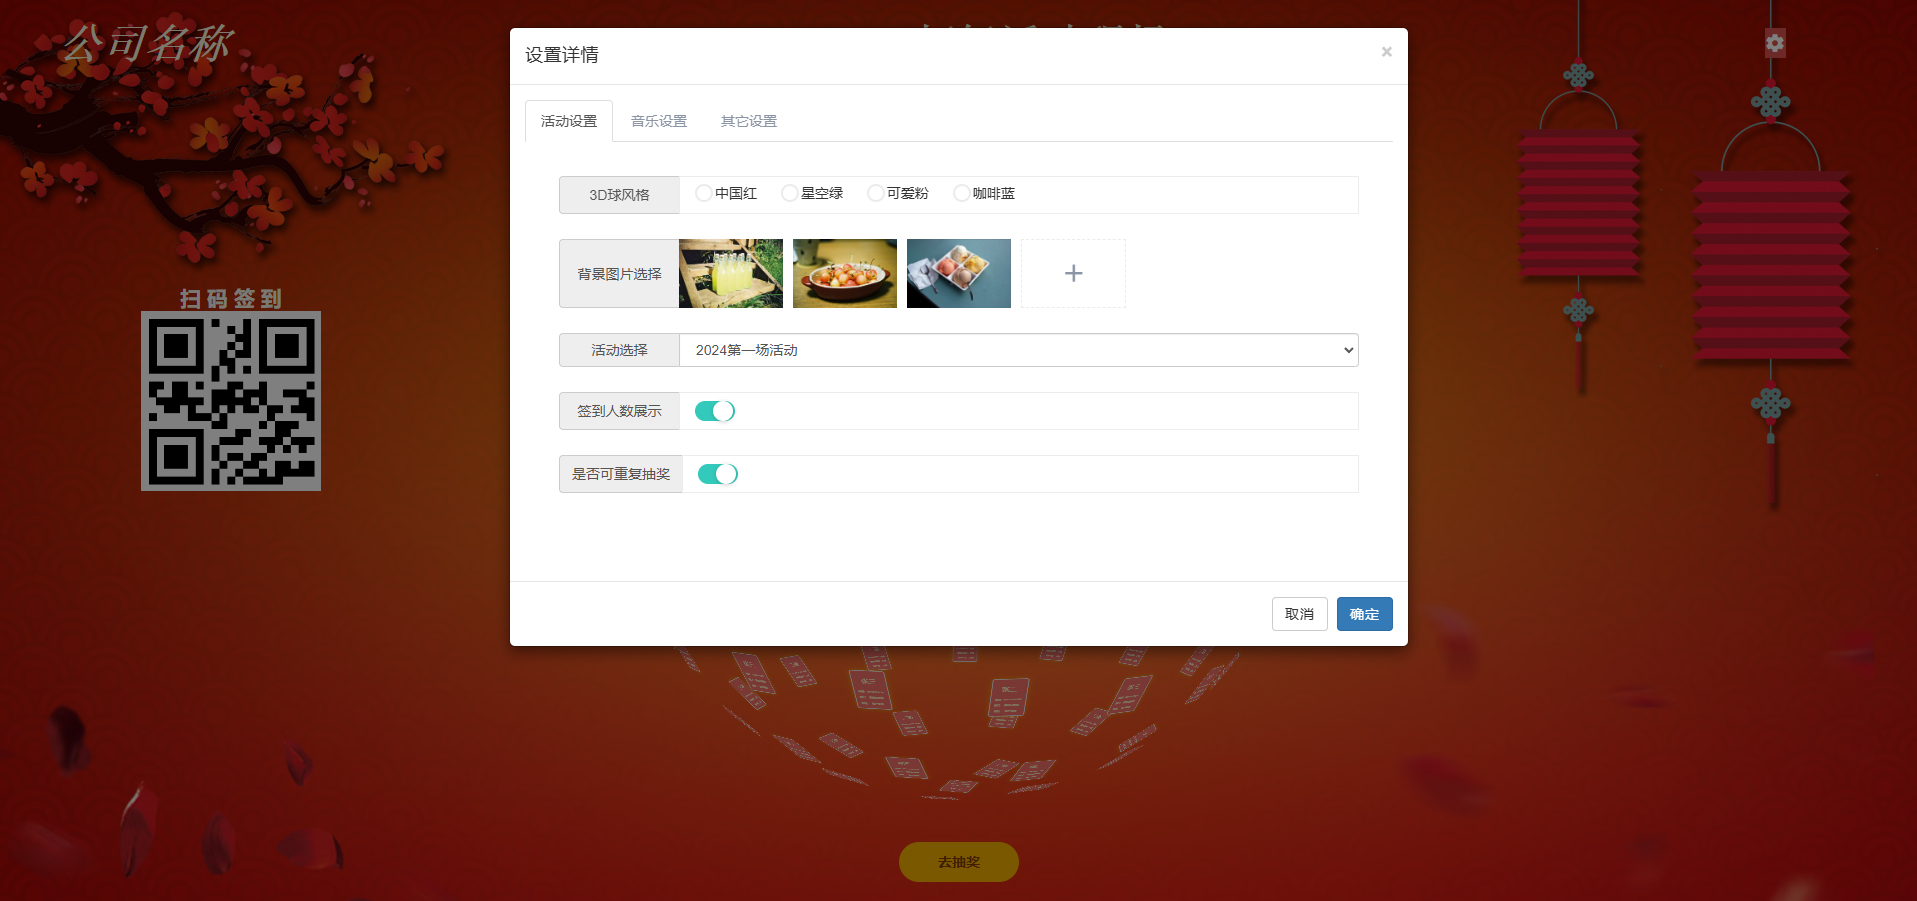 公司名称
设置详情
×
活动设置 音乐设置 其它设置
3D球风格 中国红 星空绿 可爱粉 咖啡蓝
背景图片选择
活动选择 2024第一场活动
签到人数展示
是否可重复抽奖
取消 确定
扫码签到
去抽奖